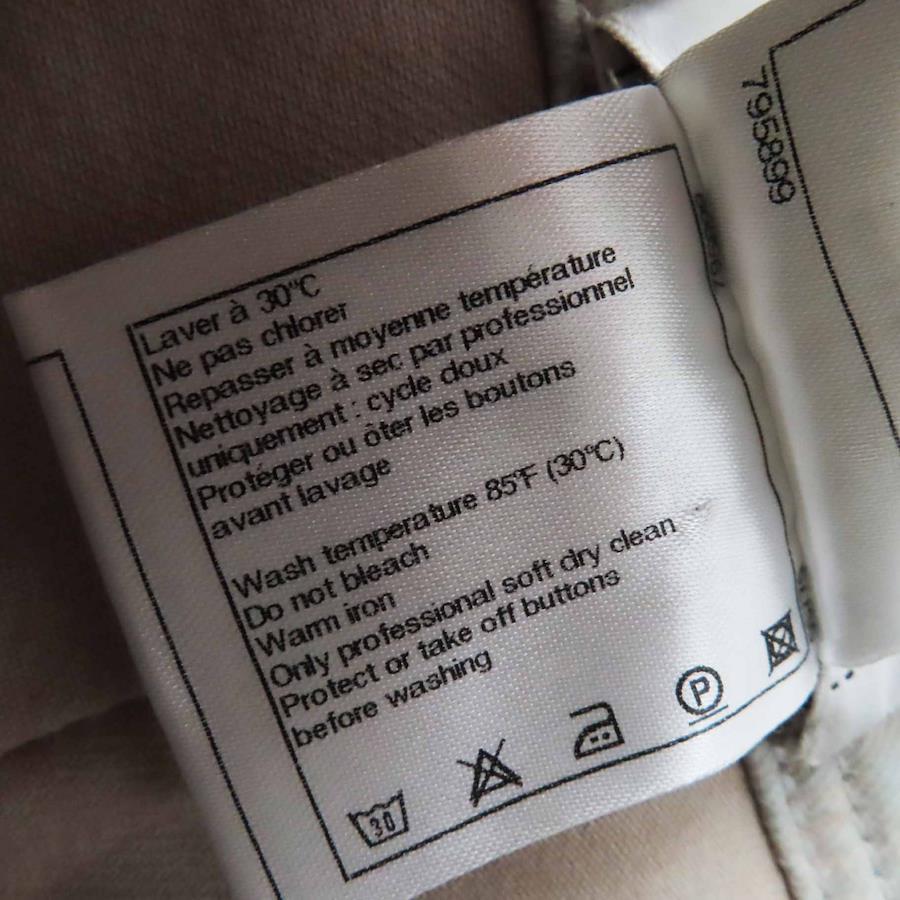 Laver à 30°C
Ne pas chlorer
Repasser à moyenne température
Nettoyage à sec par professionnel
uniquement : cycle doux
Protéger ou ôter les boutons
avant lavage
Wash temperature 85°F (30°C)
Do not bleach
Warm iron
Only professional soft dry clean
Protect or take off buttons
before washing
30
P
795899